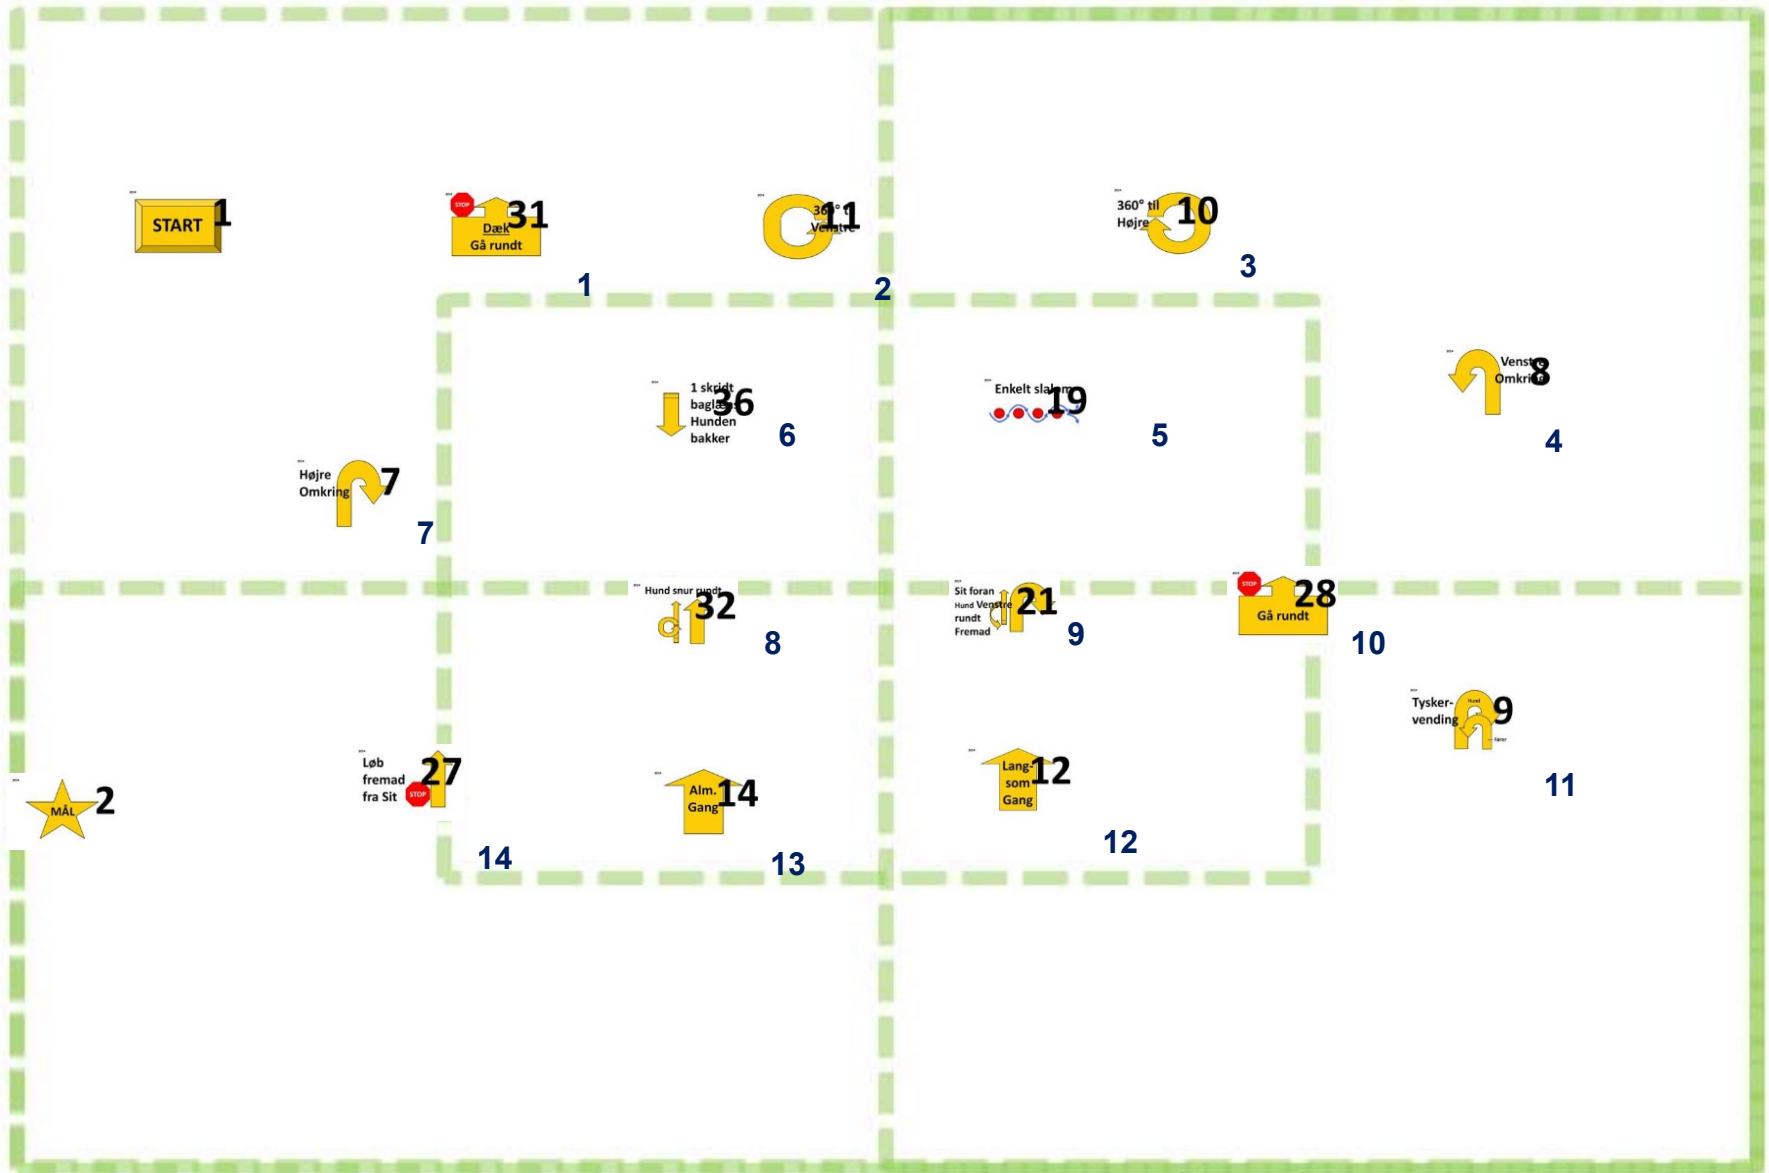 START 1
STOP
31
Dæk
Gå rundt
1
11
360° til
Venstre
2
360° til
Højre
10
3
Venstre
Omkring
8
4
Enkelt slalom
19
5
1 skridt
baglæns
Hunden
bakker
36
6
Højre
Omkring
7
7
Hund snur rundt
32
8
Sit foran
Hund Venstre
rundt
Fremad
21
9
STOP
28
Gå rundt
10
Tysker-
vending
Hund
Fører
9
11
Lang-
som
Gang
12
12
Alm.
Gang
14
13
Løb
fremad
fra Sit
STOP
27
14
MÅL
2